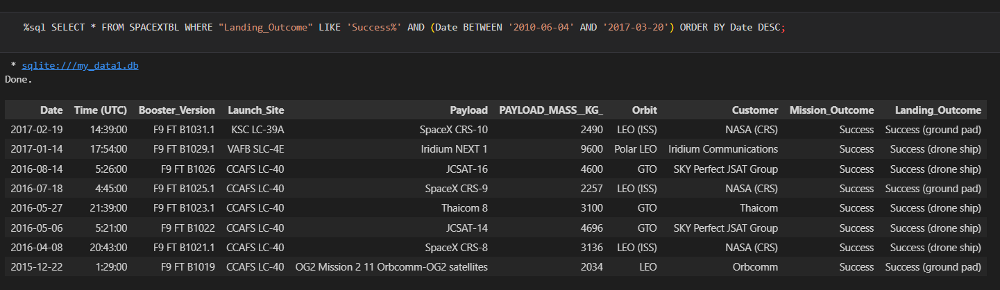 %sql SELECT * FROM SPACEXTBL WHERE "Landing_Outcome" LIKE 'Success%' AND (Date BETWEEN '2010-06-04' AND '2017-03-20') ORDER BY Date DESC;
* sqlite:///my_data1.db
Done.
Date Time (UTC) Booster_Version Launch_Site Payload PAYLOAD_MASS__KG_ Orbit Customer Mission_Outcome Landing_Outcome
2017-02-19 14:39:00 F9 FT B1031.1 KSC LC-39A SpaceX CRS-10 2490 LEO (ISS) NASA (CRS) Success Success (ground pad)
2017-01-14 17:54:00 F9 FT B1029.1 VAFB SLC-4E Iridium NEXT 1 9600 Polar LEO Iridium Communications Success Success (drone ship)
2016-08-14 5:26:00 F9 FT B1026 CCAFS LC-40 JCSAT-16 4600 GTO SKY Perfect JSAT Group Success Success (drone ship)
2016-07-18 4:45:00 F9 FT B1025.1 CCAFS LC-40 SpaceX CRS-9 2257 LEO (ISS) NASA (CRS) Success Success (ground pad)
2016-05-27 21:39:00 F9 FT B1023.1 CCAFS LC-40 Thaicom 8 3100 GTO Thaicom Success Success (drone ship)
2016-05-06 5:21:00 F9 FT B1022 CCAFS LC-40 JCSAT-14 4696 GTO SKY Perfect JSAT Group Success Success (drone ship)
2016-04-08 20:43:00 F9 FT B1021.1 CCAFS LC-40 SpaceX CRS-8 3136 LEO (ISS) NASA (CRS) Success Success (drone ship)
2015-12-22 1:29:00 F9 FT B1019 CCAFS LC-40 OG2 Mission 2 11 Orbcomm-OG2 satellites 2034 LEO Orbcomm Success Success (ground pad)